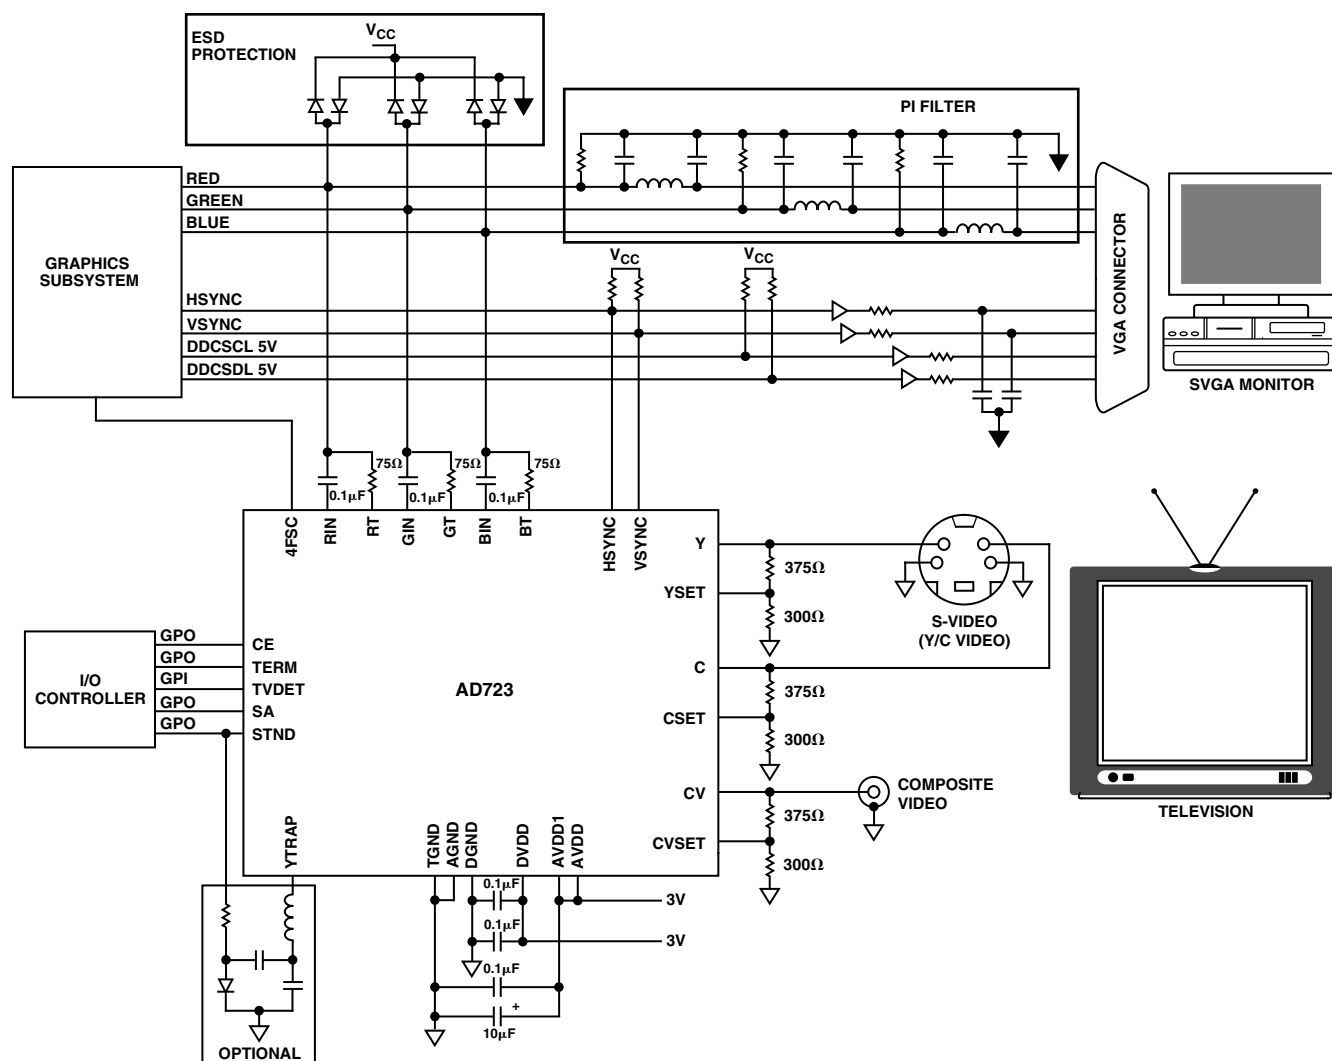 ESD
PROTECTION
VCC
PI FILTER
GRAPHICS
SUBSYSTEM
RED
GREEN
BLUE
HSYNC
VSYNC
DDCSCL 5V
DDCSDL 5V
VCC
VCC
VGA CONNECTOR
SVGA MONITOR
75Ω
0.1μF
75Ω
0.1μF
75Ω
0.1μF
4FSC
RIN
RT
GIN
GT
BIN
BT
HSYNC
VSYNC
I/O
CONTROLLER
GPO
GPO
GPI
GPO
GPO
CE
TERM
TVDET
SA
STND
AD723
Y
YSET
C
CSET
CV
CVSET
375Ω
300Ω
375Ω
300Ω
375Ω
300Ω
S-VIDEO
(Y/C VIDEO)
COMPOSITE
VIDEO
TELEVISION
YTRAP
TGND
AGND
DGND
DVDD
AVDD1
AVDD
0.1μF
3V
0.1μF
3V
0.1μF
+
10μF
OPTIONAL